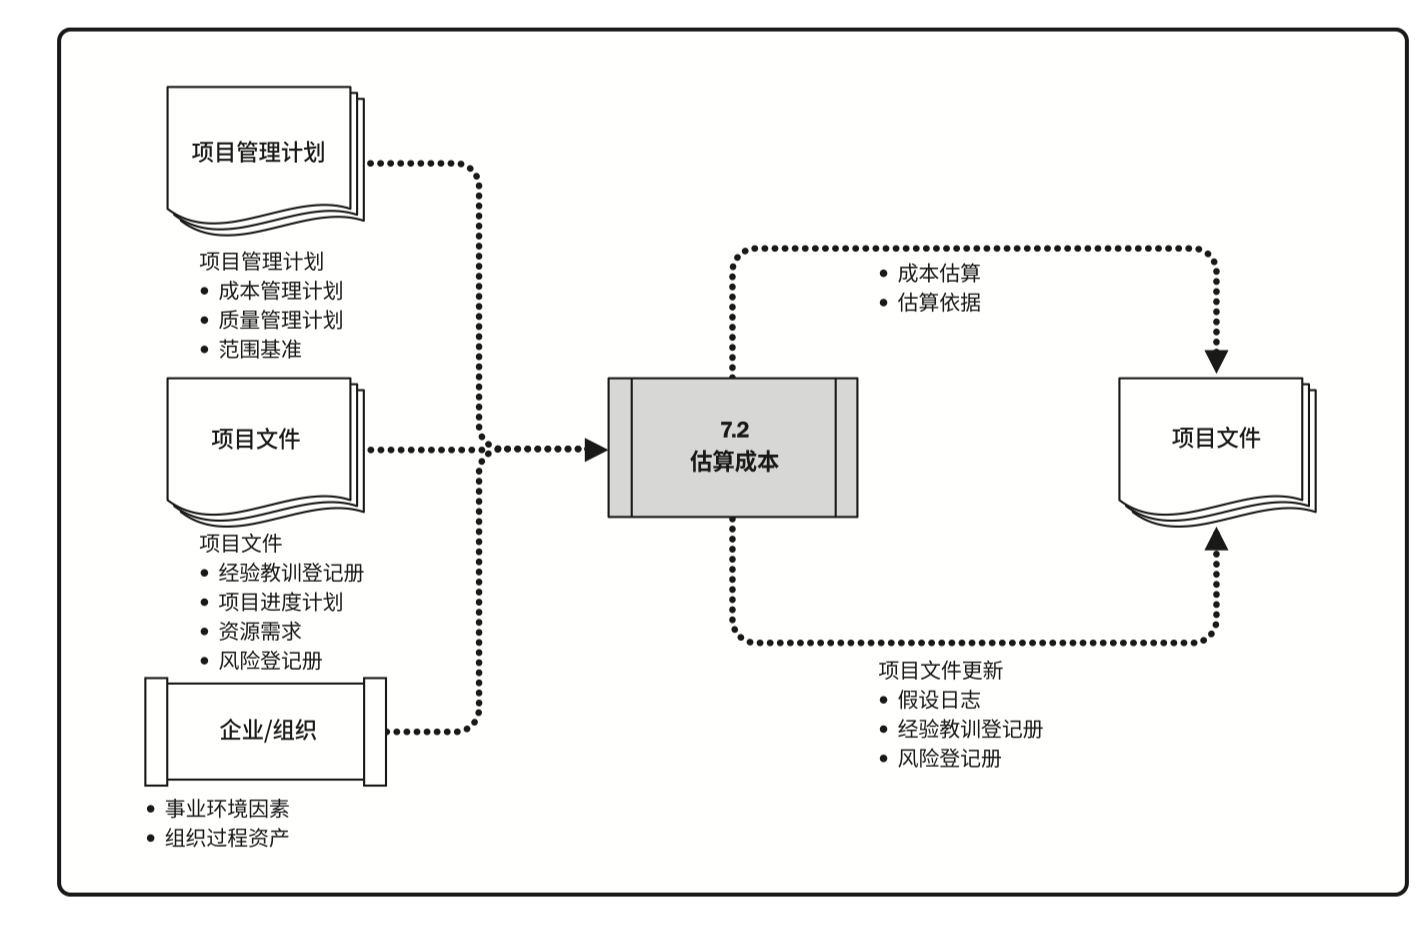 项目管理计划
项目管理计划
• 成本管理计划
• 质量管理计划
• 范围基准
项目文件
项目文件
• 经验教训登记册
• 项目进度计划
• 资源需求
• 风险登记册
企业/组织
• 事业环境因素
• 组织过程资产
7.2
估算成本
• 成本估算
• 估算依据
项目文件
项目文件更新
• 假设日志
• 经验教训登记册
• 风险登记册